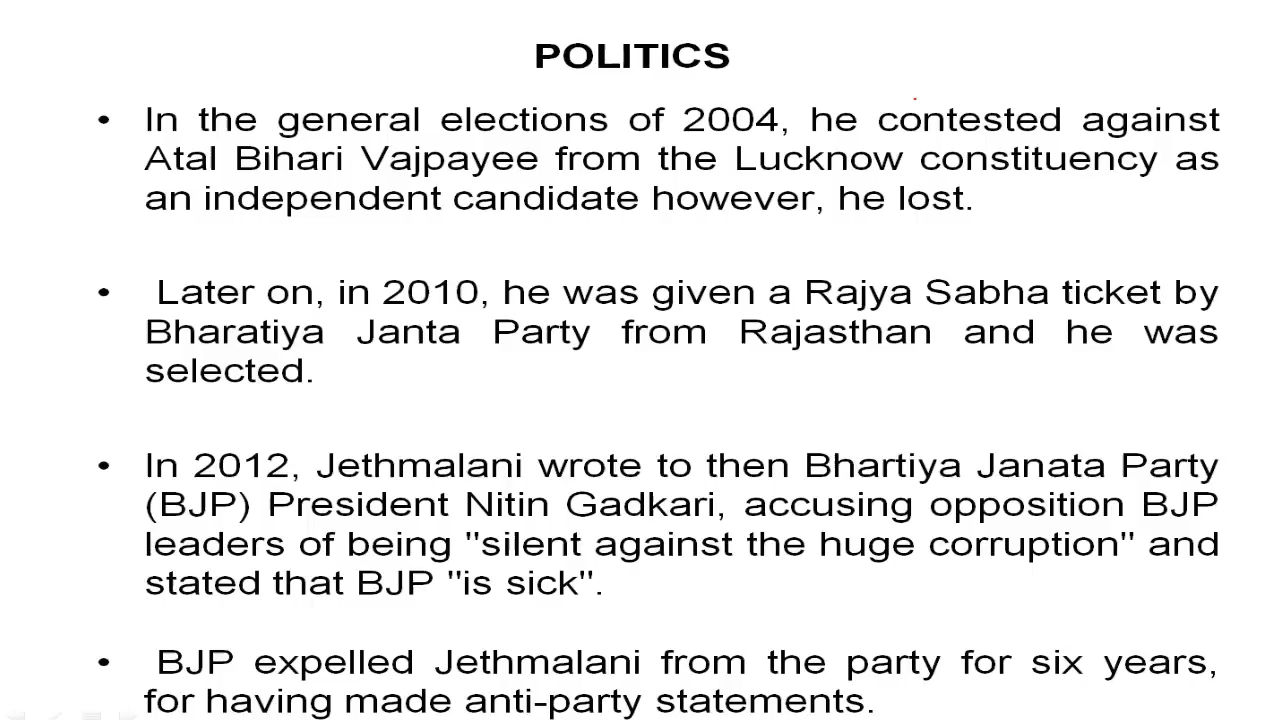 POLITICS
• In the general elections of 2004, he contested against
Atal Bihari Vajpayee from the Lucknow constituency as
an independent candidate however, he lost.
• Later on, in 2010, he was given a Rajya Sabha ticket by
Bharatiya Janta Party from Rajasthan and he was
selected.
• In 2012, Jethmalani wrote to then Bhartiya Janata Party
(BJP) President Nitin Gadkari, accusing opposition BJP
leaders of being "silent against the huge corruption" and
stated that BJP "is sick".
• BJP expelled Jethmalani from the party for six years,
for having made anti-party statements.